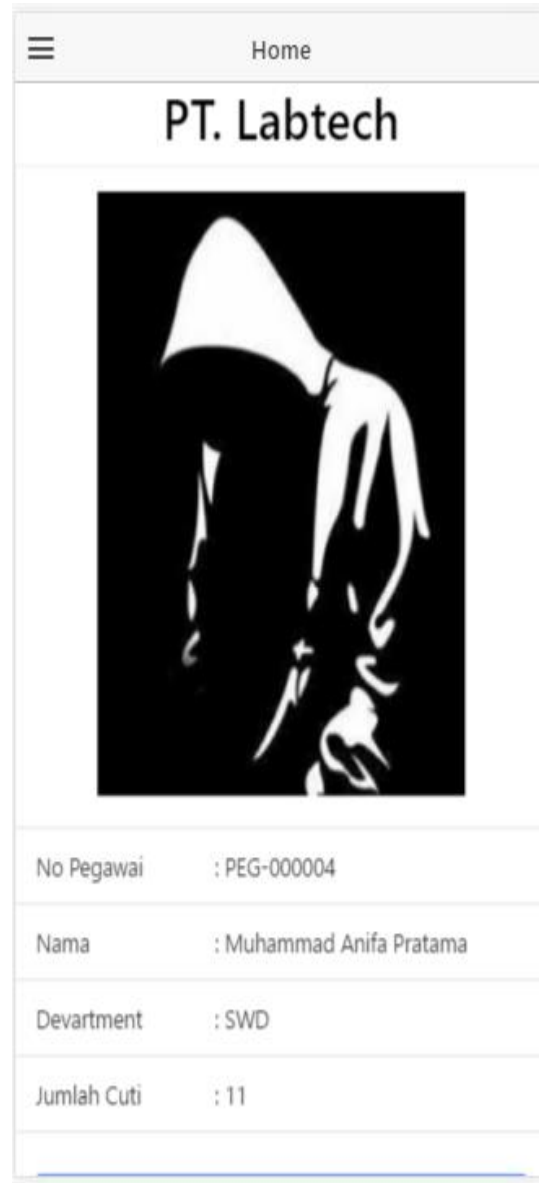 Home
PT. Labtech
No Pegawai : PEG-000004
Nama : Muhammad Anifa Pratama
Devartment : SWD
Jumlah Cuti : 11